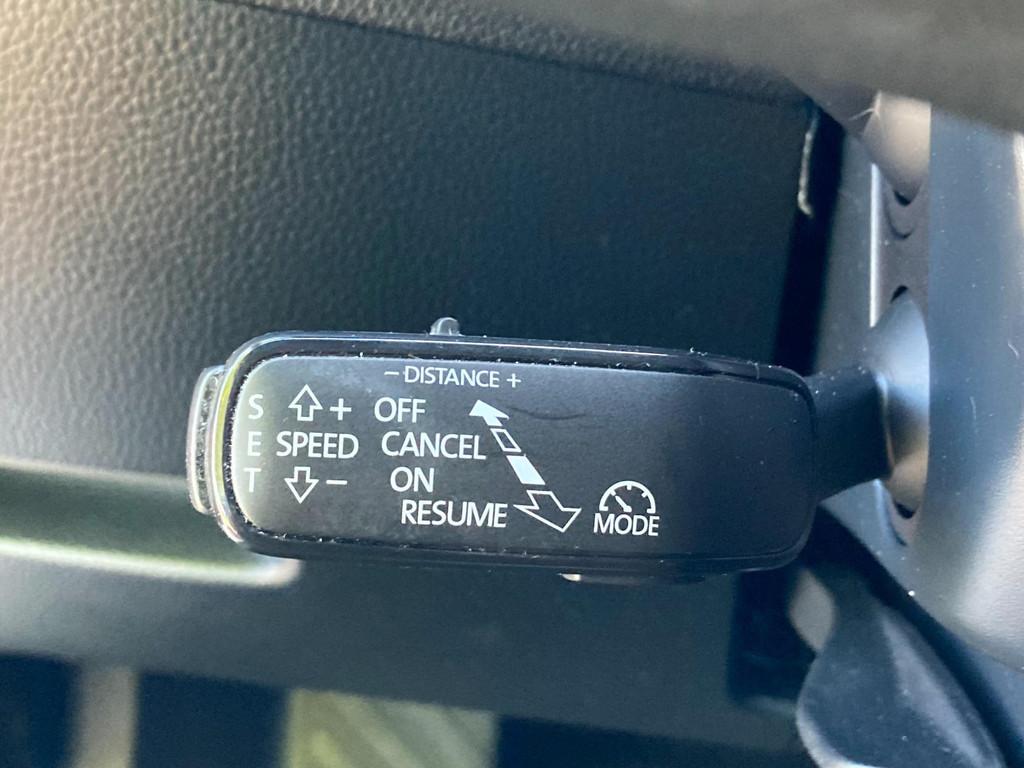 - DISTANCE +
S + OFF
E SPEED CANCEL
T - ON
RESUME
MODE